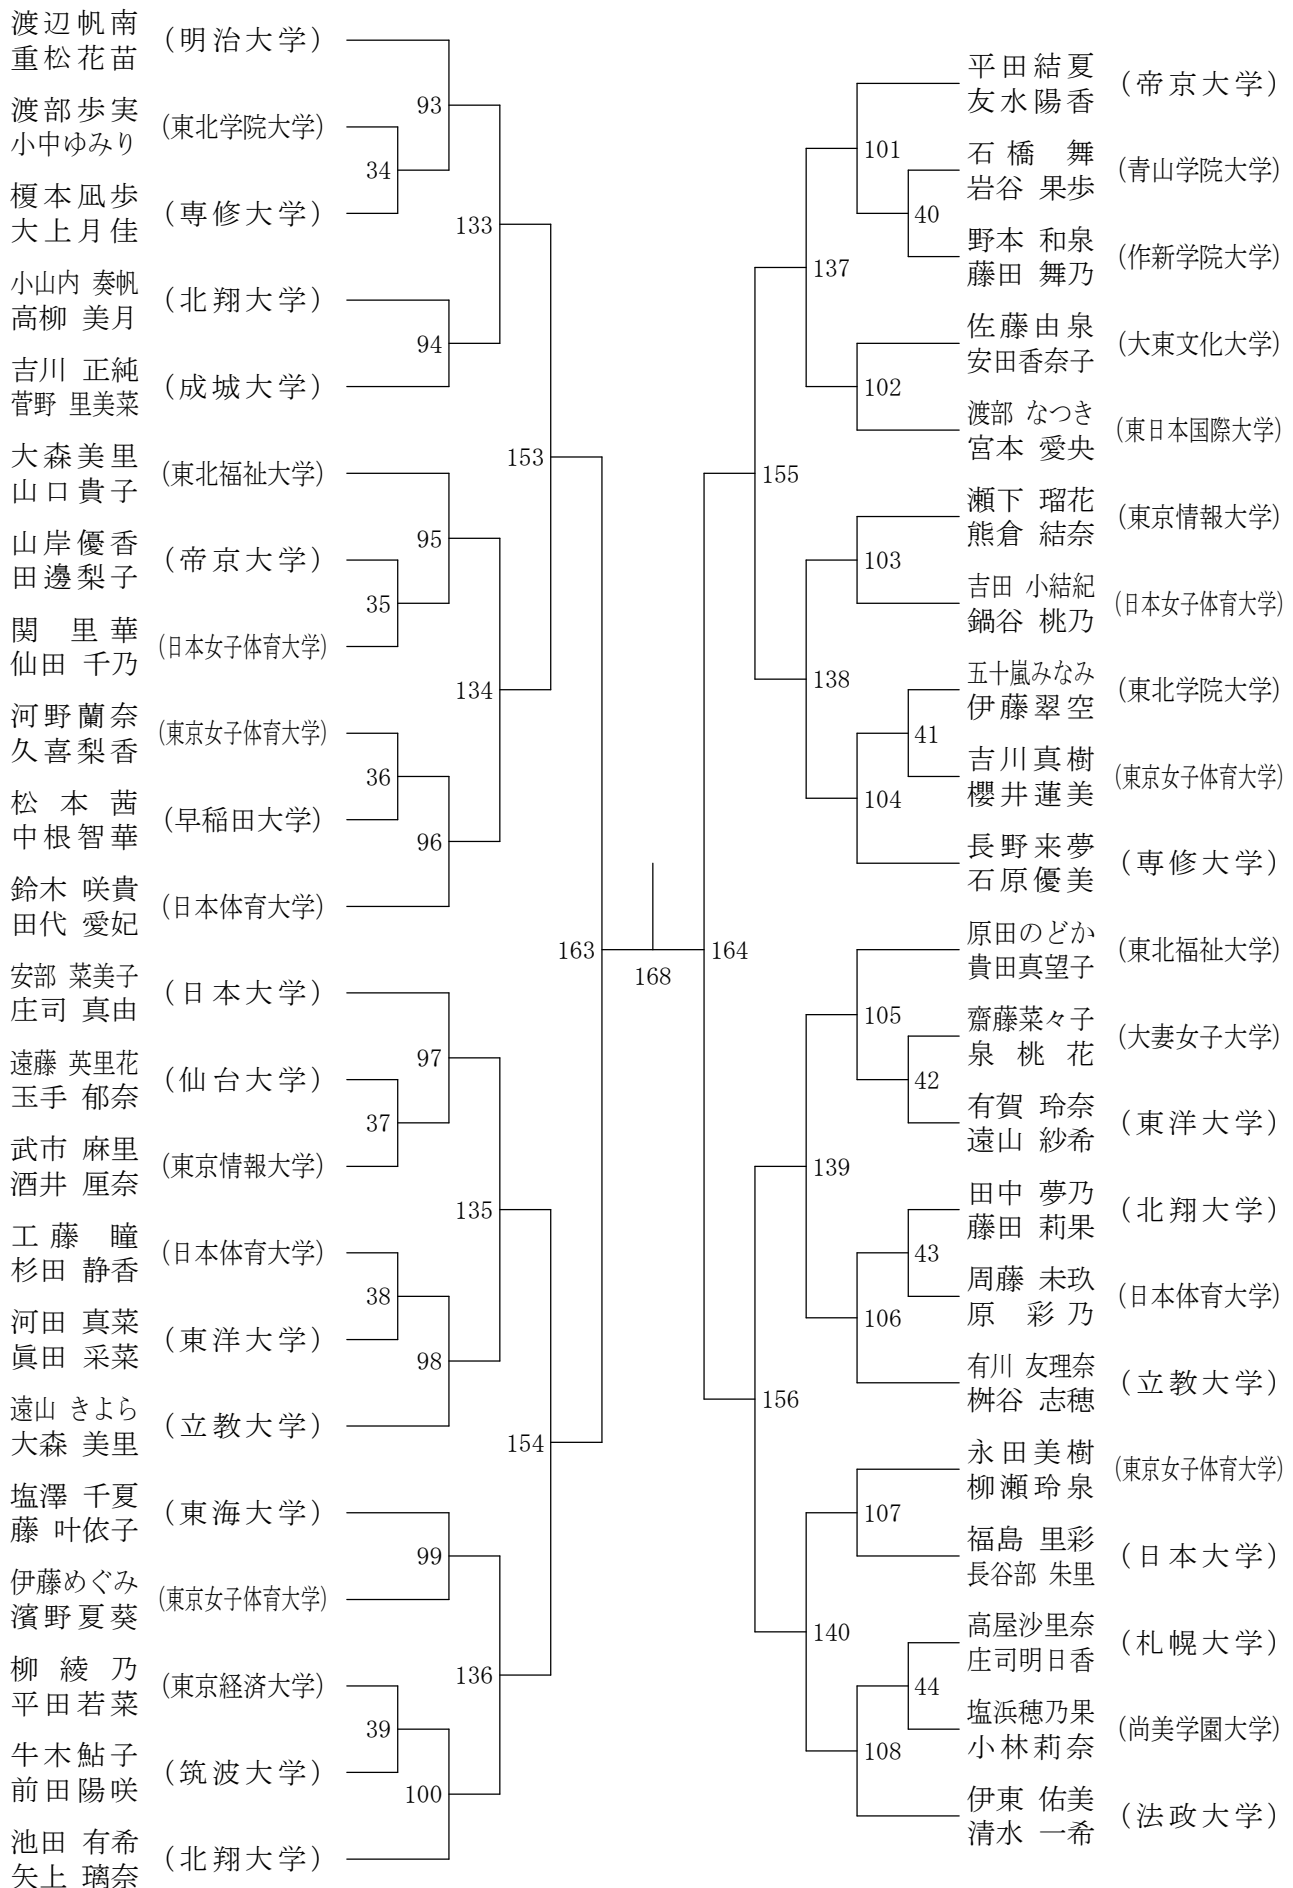 渡辺帆南
重松花苗
（明治大学）
渡部歩実
小中ゆみり
（東北学院大学）
榎本凪歩
大上月佳
（専修大学）
小山内 奏帆
高柳 美月
（北翔大学）
吉川 正純
菅野 里美菜
（成城大学）
大森美里
山口貴子
（東北福祉大学）
山岸優香
田邊梨子
（帝京大学）
関 里華
仙田 千乃
（日本女子体育大学）
河野蘭奈
久喜梨香
（東京女子体育大学）
松本茜
中根智華
（早稲田大学）
鈴木 咲貴
田代 愛妃
（日本体育大学）
安部 菜美子
庄司 真由
（日本大学）
遠藤 英里花
玉手 郁奈
（仙台大学）
武市 麻里
酒井 厘奈
（東京情報大学）
工藤 瞳
杉田 静香
（日本体育大学）
河田 真菜
眞田 采菜
（東洋大学）
遠山 きよら
大森 美里
（立教大学）
塩澤 千夏
藤 叶依子
（東海大学）
伊藤めぐみ
濱野夏葵
（東京女子体育大学）
柳綾乃
平田若菜
（東京経済大学）
牛木鮎子
前田陽咲
（筑波大学）
池田 有希
矢上 璃奈
（北翔大学）
93
34
133
94
153
95
35
134
36
96
163
97
37
135
38
98
154
99
136
39
100
168
164
101
40
137
102
155
103
138
41
104
105
42
139
43
106
156
107
140
44
108
平田結夏
友水陽香
（帝京大学）
石橋 舞
岩谷 果歩
（青山学院大学）
野本 和泉
藤田 舞乃
（作新学院大学）
佐藤由泉
安田香奈子
（大東文化大学）
渡部 なつき
宮本 愛央
（東日本国際大学）
瀬下 瑠花
熊倉 結奈
（東京情報大学）
吉田 小結紀
鍋谷 桃乃
（日本女子体育大学）
五十嵐みなみ
伊藤翠空
（東北学院大学）
吉川真樹
櫻井蓮美
（東京女子体育大学）
長野来夢
石原優美
（専修大学）
原田のどか
貴田真望子
（東北福祉大学）
齋藤菜々子
泉桃花
（大妻女子大学）
有賀 玲奈
遠山 紗希
（東洋大学）
田中 夢乃
藤田 莉果
（北翔大学）
周藤 未玖
原 彩乃
（日本体育大学）
有川 友理奈
桝谷 志穂
（立教大学）
永田美樹
柳瀬玲泉
（東京女子体育大学）
福島 里彩
長谷部 朱里
（日本大学）
高屋沙里奈
庄司明日香
（札幌大学）
塩浜穂乃果
小林莉奈
（尚美学園大学）
伊東 佑美
清水 一希
（法政大学）